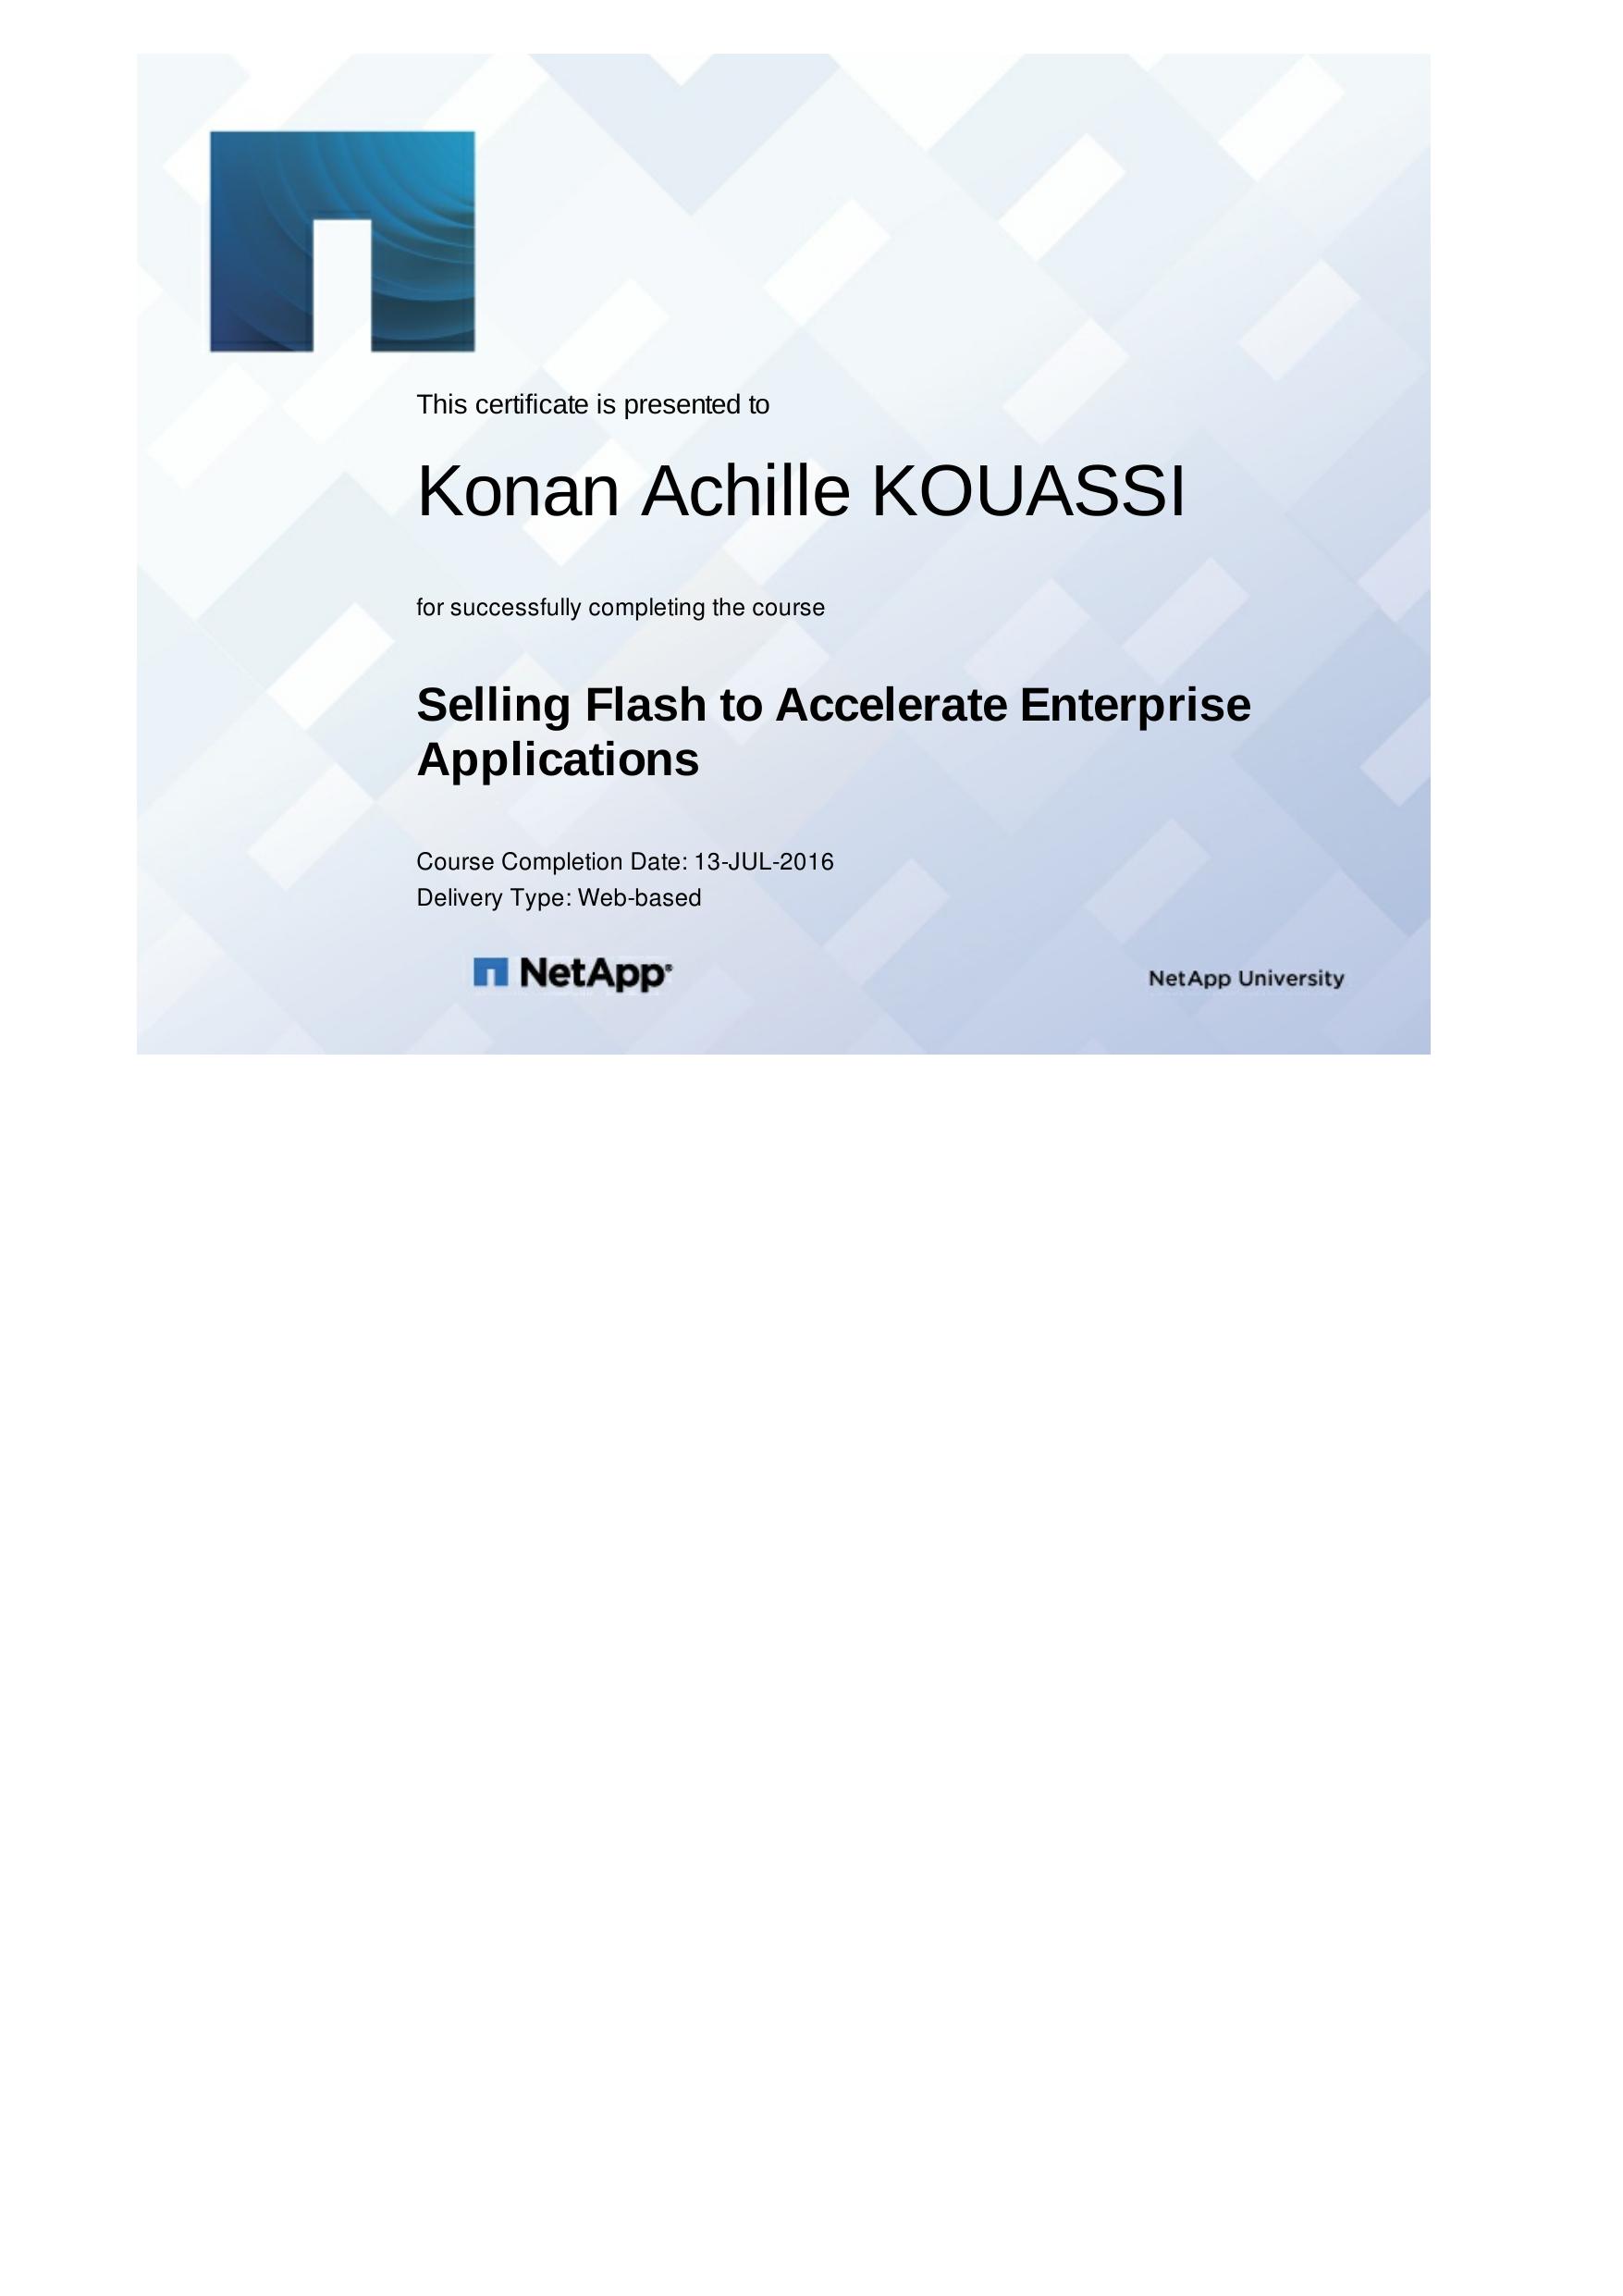 This certificate is presented to
Konan Achille KOUASSI
for successfully completing the course
Selling Flash to Accelerate Enterprise
Applications
Course Completion Date: 13-JUL-2016
Delivery Type: Web-based
NetApp®
NetApp University